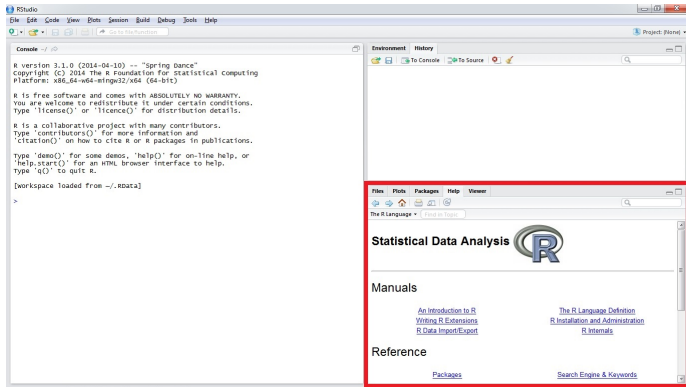 RStudio
File Edit Code View Plots Session Build Debug Tools Help
Go to file/function
Project: (None)
Console ~/
R version 3.1.0 (2014-04-10) -- "Spring Dance"
Copyright (C) 2014 The R Foundation for Statistical Computing
Platform: x86_64-w64-mingw32/x64 (64-bit)
R is free software and comes with ABSOLUTELY NO WARRANTY.
You are welcome to redistribute it under certain conditions.
Type 'license()' or 'licence()' for distribution details.
R is a collaborative project with many contributors.
Type 'contributors()' for more information and
'citation()' on how to cite R or R packages in publications.
Type 'demo()' for some demos, 'help()' for on-line help, or
'help.start()' for an HTML browser interface to help.
Type 'q()' to quit R.
[Workspace loaded from ~/.RData]
>
Environment History
To Console To Source
Files Plots Packages Help Viewer
The R Language Find in Topic
Statistical Data Analysis R
Manuals
An Introduction to R The R Language Definition
Writing R Extensions R Installation and Administration
R Data Import/Export R Internals
Reference
Packages Search Engine & Keywords